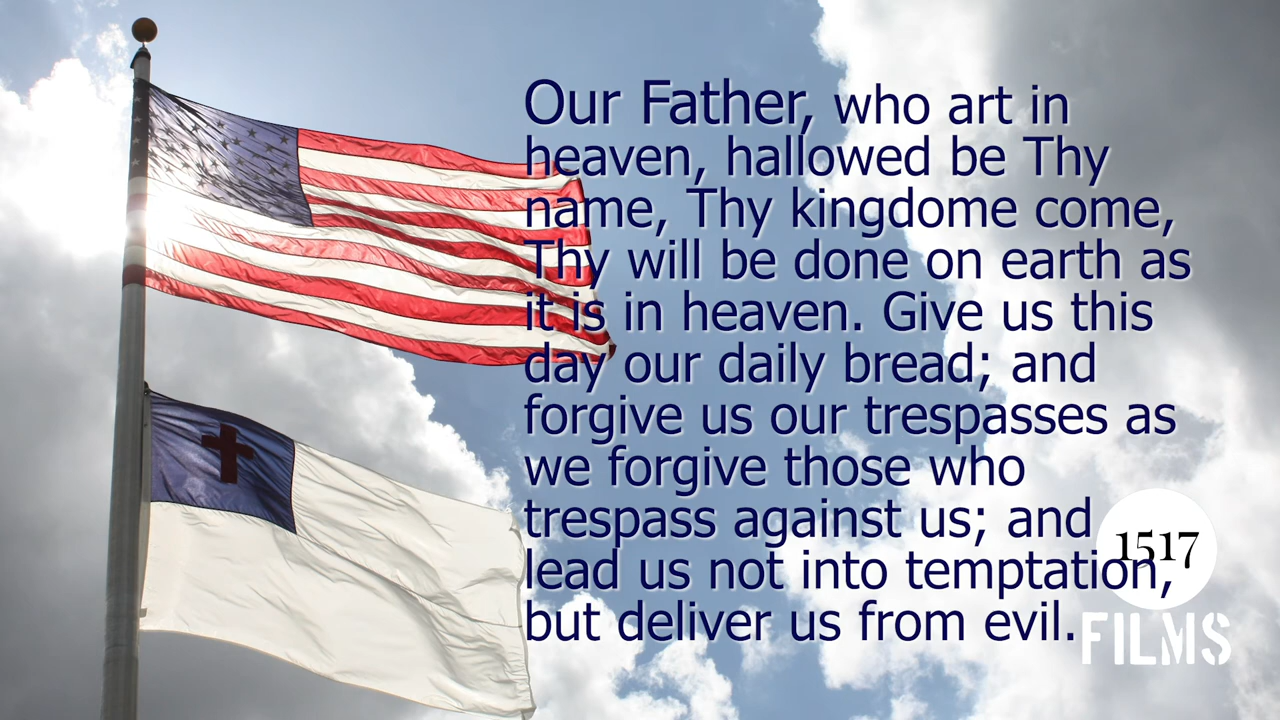 Our Father, who art in
heaven, hallowed be Thy
name, Thy kingdome come,
Thy will be done on earth as
it is in heaven. Give us this
day our daily bread; and
forgive us our trespasses as
we forgive those who
trespass against us; and
lead us not into temptation,
but deliver us from evil.
1517
FILMS